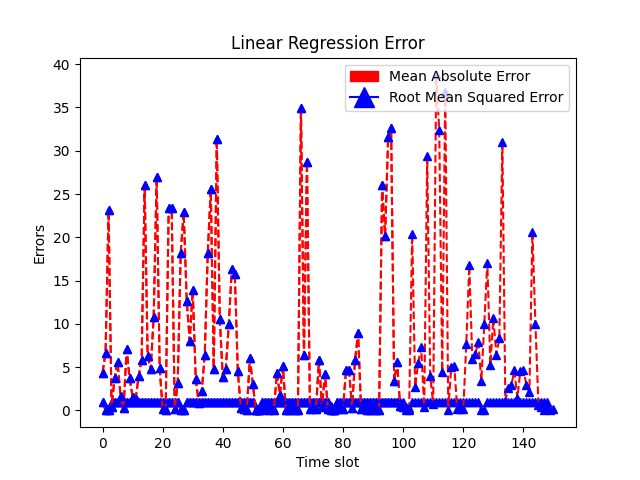 Linear Regression Error
Mean Absolute Error
Root Mean Squared Error
Errors
40
35
30
25
20
15
10
5
0
0 20 40 60 80 100 120 140
Time slot